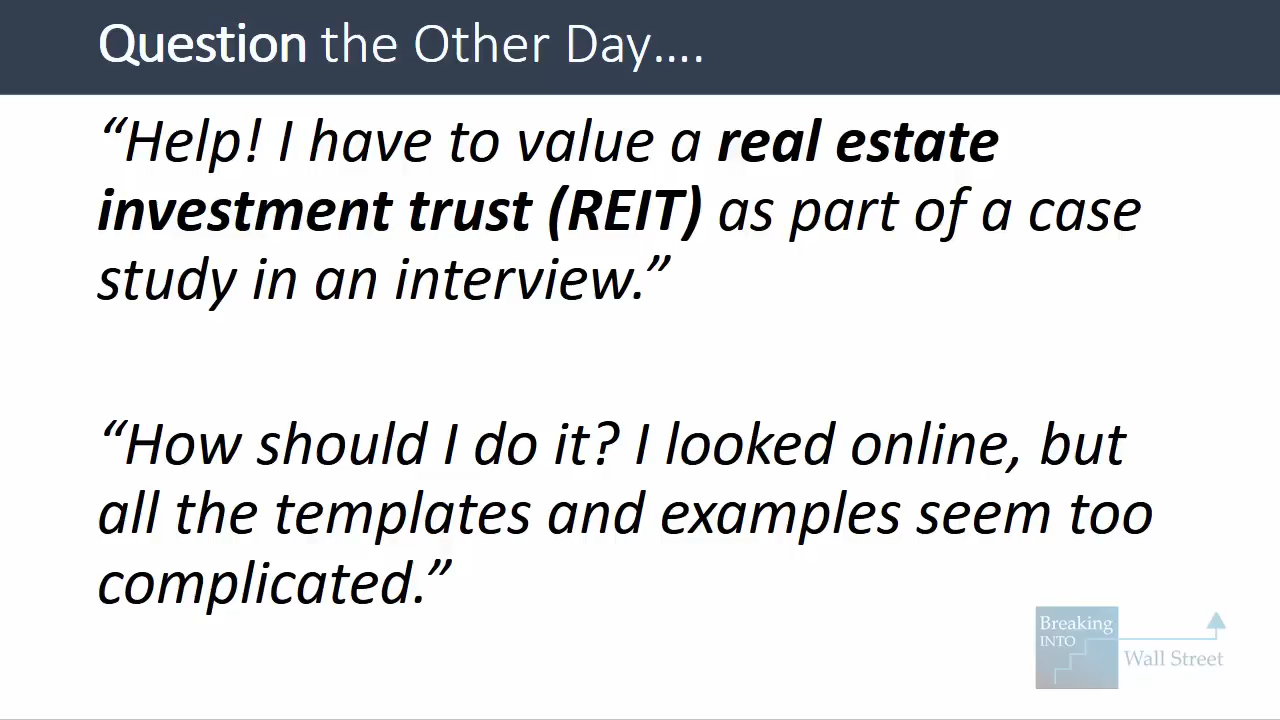 Question the Other Day....
“Help! I have to value a real estate
investment trust (REIT) as part of a case
study in an interview.”
“How should I do it? I looked online, but
all the templates and examples seem too
complicated.”
Breaking
INTO
Wall Street